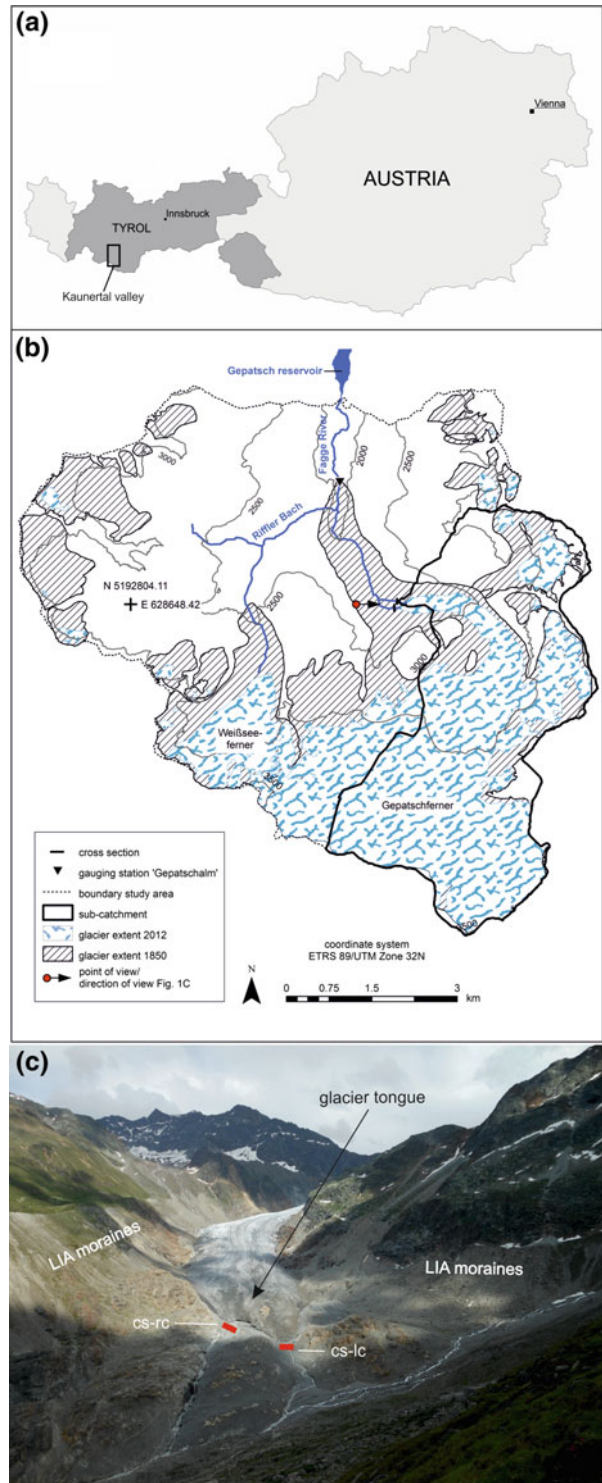 (a)
Vienna
AUSTRIA
Innsbruck
TYROL
Kaunertal valley
(b)
Gepatsch reservoir
Fagge River
2000
2500
3000
2500
Riffler Bach
N 5192804.11
E 628648.42
2500
3000
Weißsee-
ferner
3500
Gepatschferner
3500
cross section
gauging station 'Gepatschalm'
boundary study area
sub-catchment
glacier extent 2012
glacier extent 1850
point of view/
direction of view Fig. 1C
coordinate system
ETRS 89/UTM Zone 32N
N
0 0.75 1.5 3
km
(c)
glacier tongue
LIA moraines
LIA moraines
cs-rc
cs-lc